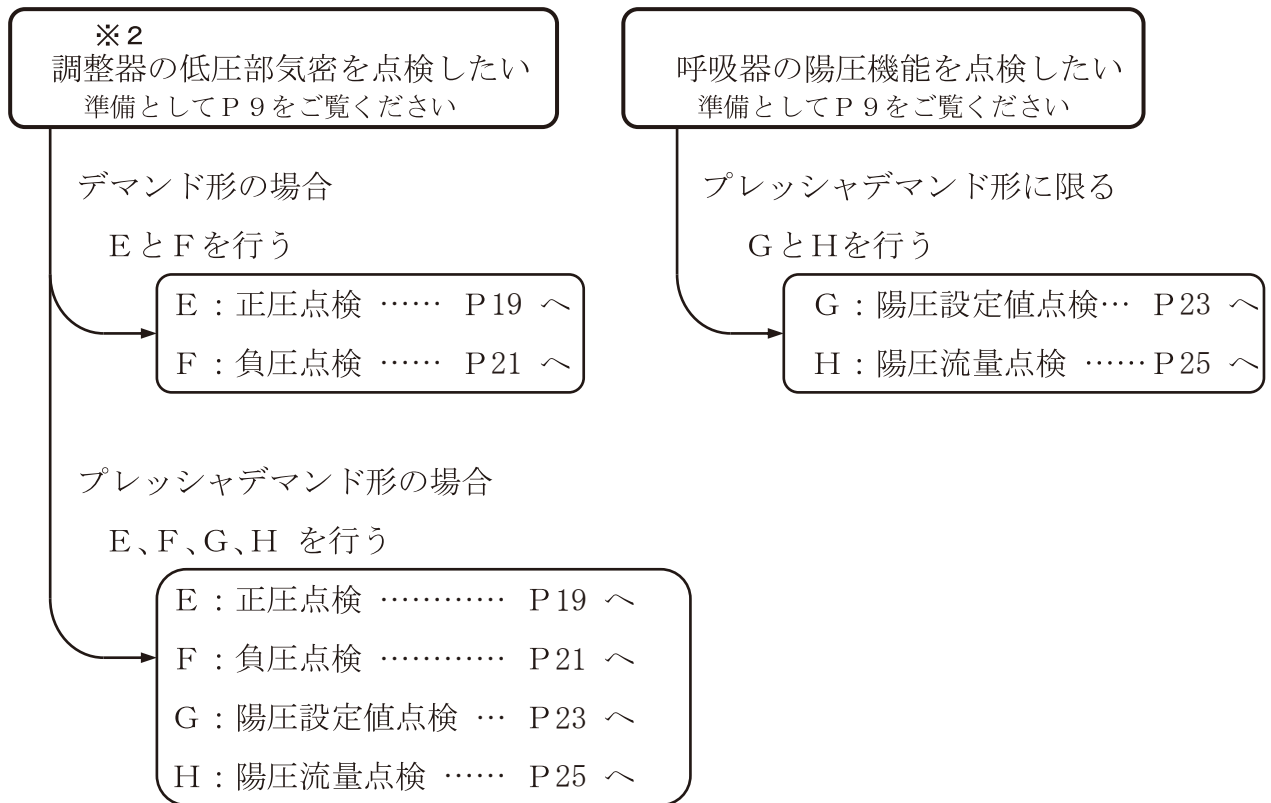 ※２
調整器の低圧部気密を点検したい
準備としてＰ９をご覧ください
デマンド形の場合
ＥとＦを行う
Ｅ：正圧点検 …… Ｐ19 へ
Ｆ：負圧点検 …… Ｐ21 へ
プレッシャデマンド形の場合
Ｅ、Ｆ、Ｇ、Ｈ を行う
Ｅ：正圧点検 ………… Ｐ19 へ
Ｆ：負圧点検 ………… Ｐ21 へ
Ｇ：陽圧設定値点検 … Ｐ23 へ
Ｈ：陽圧流量点検 …… Ｐ25 へ
呼吸器の陽圧機能を点検したい
準備としてＰ９をご覧ください
プレッシャデマンド形に限る
ＧとＨを行う
Ｇ：陽圧設定値点検… Ｐ23 へ
Ｈ：陽圧流量点検 ……Ｐ25 へ